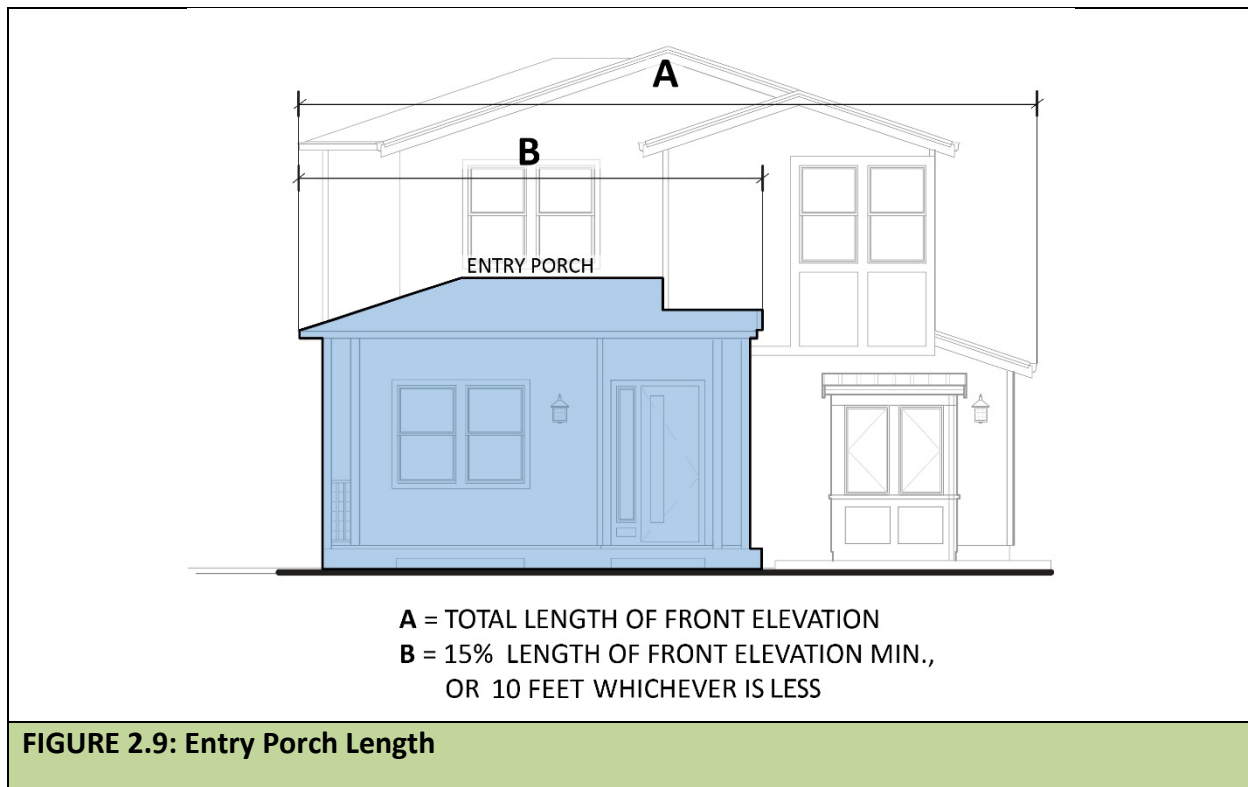 A
B
ENTRY PORCH
A = TOTAL LENGTH OF FRONT ELEVATION
B = 15% LENGTH OF FRONT ELEVATION MIN.,
OR 10 FEET WHICHEVER IS LESS
FIGURE 2.9: Entry Porch Length